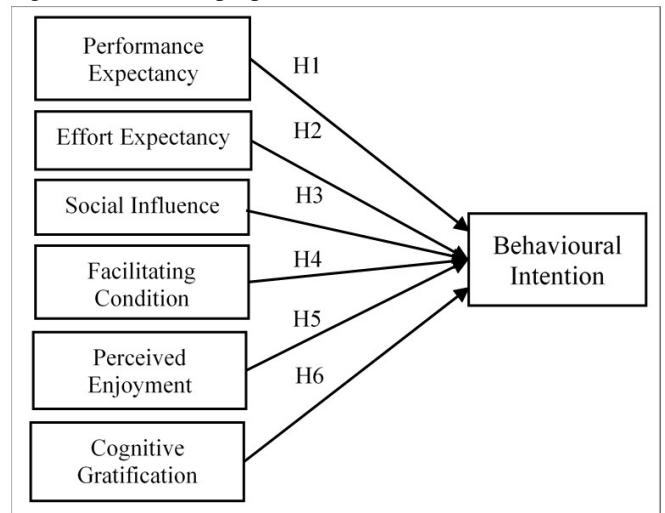 Performance
Expectancy
H1
Effort Expectancy
H2
Social Influence
H3
Facilitating
Condition
H4
Perceived
Enjoyment
H5
Cognitive
Gratification
H6
Behavioural
Intention